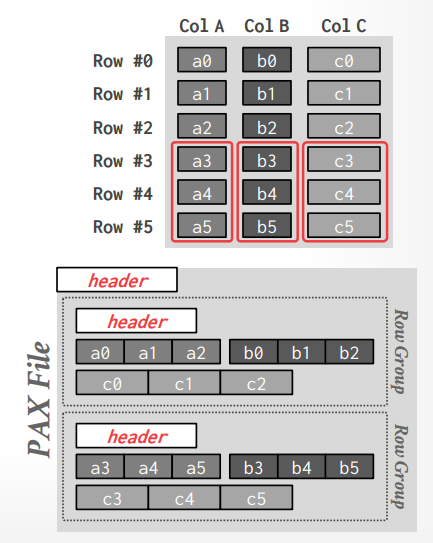 Col A Col B Col C
Row #0 a0 b0 c0
Row #1 a1 b1 c1
Row #2 a2 b2 c2
Row #3 a3 b3 c3
Row #4 a4 b4 c4
Row #5 a5 b5 c5
PAX File
header
header
a0 a1 a2 b0 b1 b2
c0 c1 c2
Row Group
header
a3 a4 a5 b3 b4 b5
c3 c4 c5
Row Group